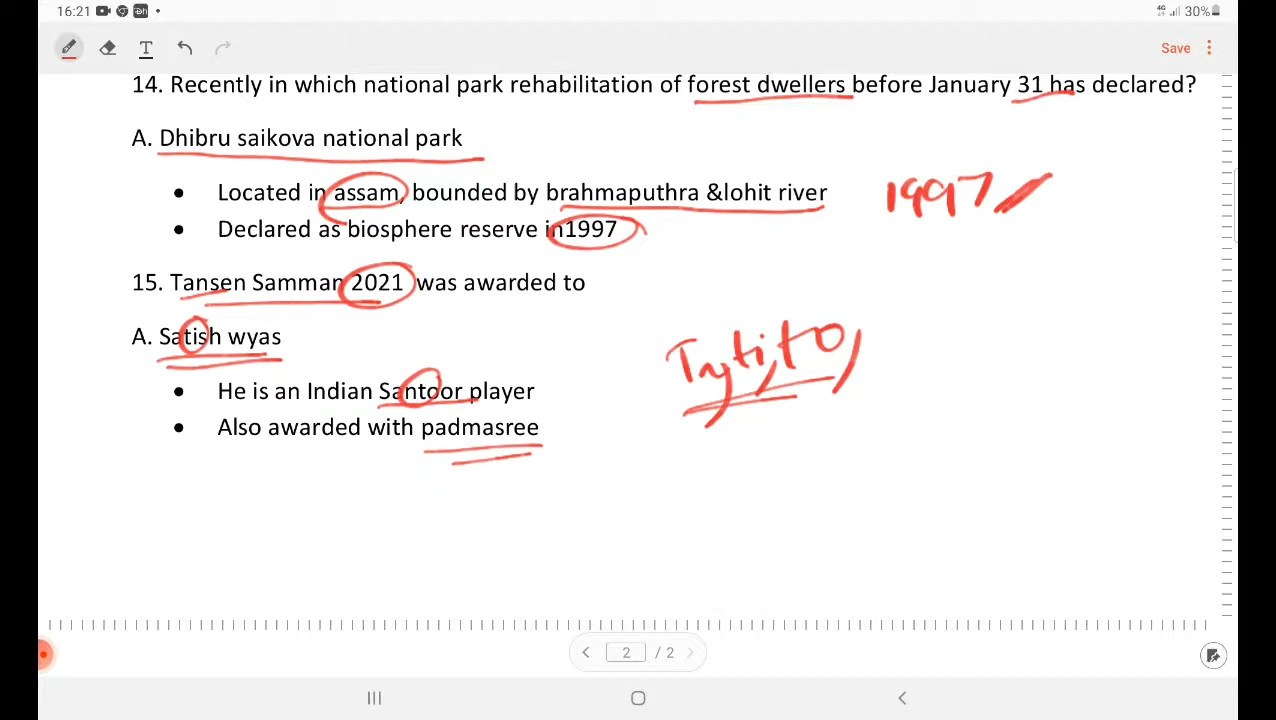 16:21 30%
Save
14. Recently in which national park rehabilitation of forest dwellers before January 31 has declared?
A. Dhibru saikova national park
• Located in assam, bounded by brahmaputhra &lohit river
1997
• Declared as biosphere reserve in1997
15. Tansen Samman 2021 was awarded to
A. Satish wyas
• He is an Indian Santoor player
• Also awarded with padmasree
2 / 2